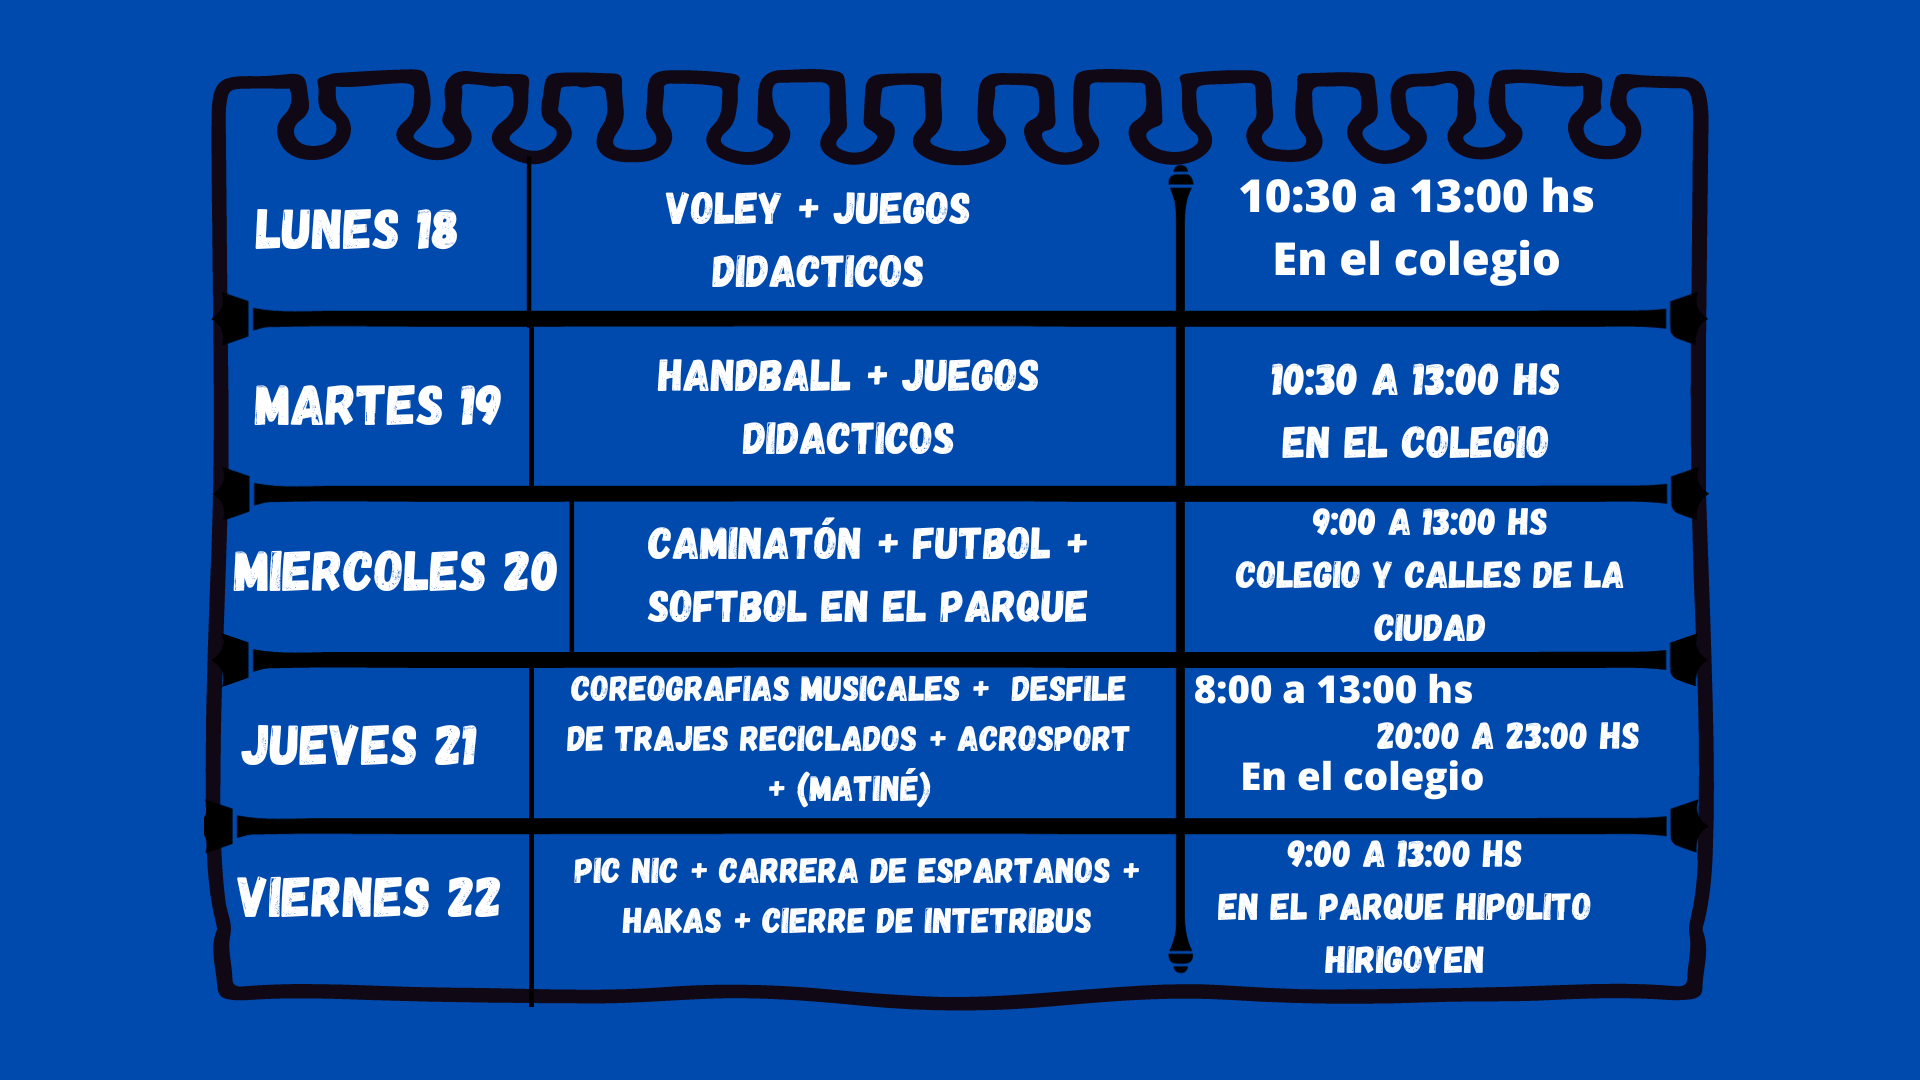 LUNES 18
VOLEY + JUEGOS
DIDACTICOS
10:30 a 13:00 hs
En el colegio
MARTES 19
HANDBALL + JUEGOS
DIDACTICOS
10:30 A 13:00 HS
EN EL COLEGIO
MIERCOLES 20
CAMINATÓN + FUTBOL +
SOFTBOL EN EL PARQUE
9:00 A 13:00 HS
COLEGIO Y CALLES DE LA
CIUDAD
JUEVES 21
COREOGRAFIAS MUSICALES + DESFILE
DE TRAJES RECICLADOS + ACROSPORT
+ (MATINÉ)
8:00 a 13:00 hs
20:00 A 23:00 HS
En el colegio
VIERNES 22
PIC NIC + CARRERA DE ESPARTANOS +
HAKAS + CIERRE DE INTETRIBUS
9:00 A 13:00 HS
EN EL PARQUE HIPOLITO
HIRIGOYEN